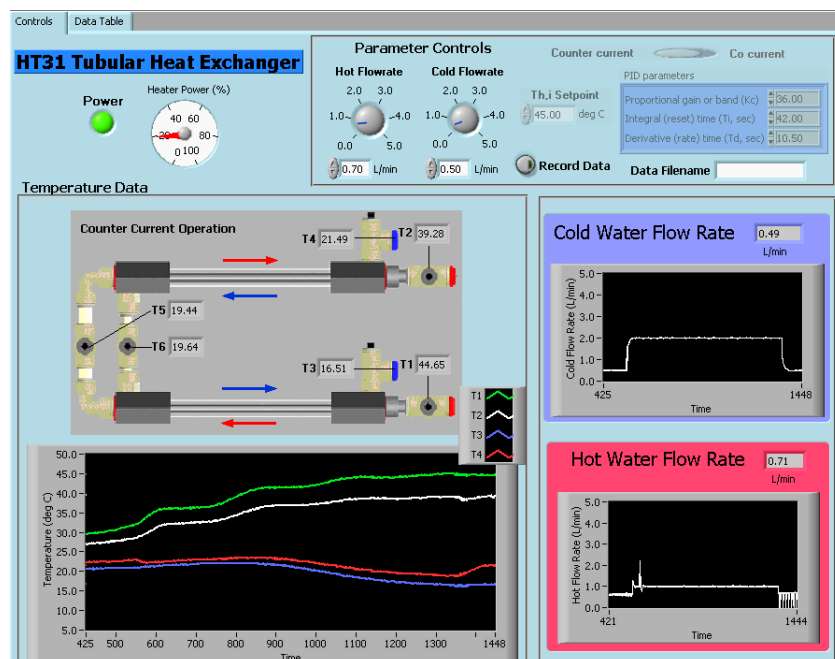 Controls Data Table
HT31 Tubular Heat Exchanger
Power
Heater Power (%)
40 60
20 80
0 100
Parameter Controls
Counter current Co current
Hot Flowrate
2.0 3.0
1.0 4.0
0.0 5.0
0.70 L/min
Cold Flowrate
2.0 3.0
1.0 4.0
0.0 5.0
0.50 L/min
Th,i Setpoint
45.00 deg C
PID parameters
Proportional gain or band (Kc) 36.00
Integral (reset) time (Ti, sec) 42.00
Derivative (rate) time (Td, sec) 10.50
Record Data
Data Filename
Temperature Data
Counter Current Operation
T4 21.49
T2 39.28
T5 19.44
T6 19.64
T3 16.51
T1 44.65
T1
T2
T3
T4
50.0
45.0
40.0
35.0
30.0
25.0
20.0
15.0
10.0
5.0
Temperature (deg C)
425 500 600 700 800 900 1000 1100 1200 1300 1448
Time
Cold Water Flow Rate 0.49
L/min
5.0
4.0
3.0
2.0
1.0
0.0
Cold Flow Rate (L/min)
425 1448
Time
Hot Water Flow Rate 0.71
L/min
5.0
4.0
3.0
2.0
1.0
0.0
Hot Flow Rate (L/min)
421 1444
Time